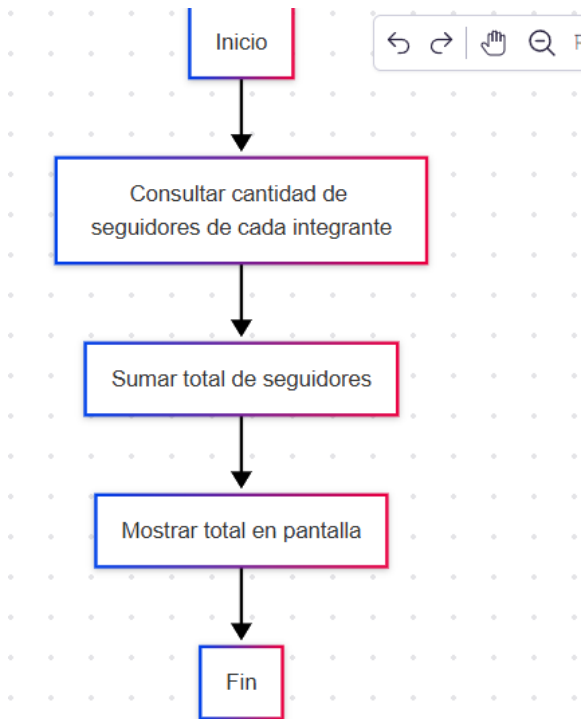 Inicio
Consultar cantidad de
seguidores de cada integrante
Sumar total de seguidores
Mostrar total en pantalla
Fin